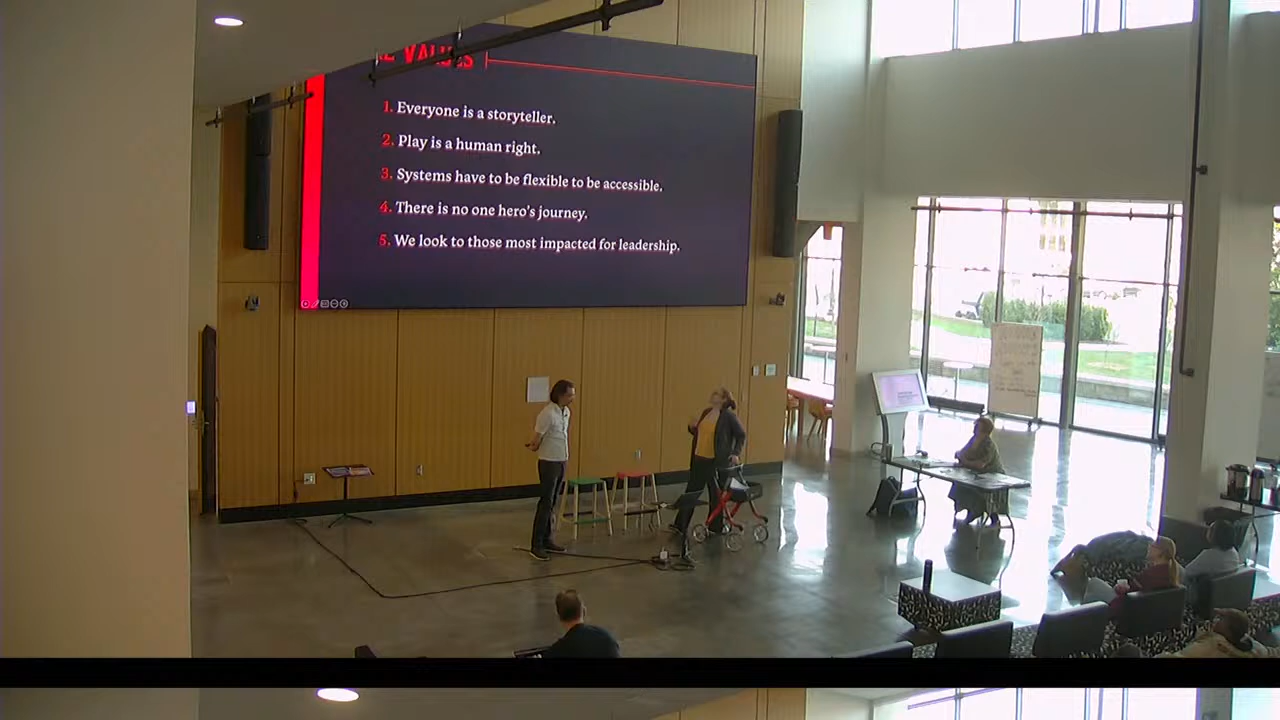 VALUES
1. Everyone is a storyteller.
2. Play is a human right.
3. Systems have to be flexible to be accessible.
4. There is no one hero's journey.
5. We look to those most impacted for leadership.